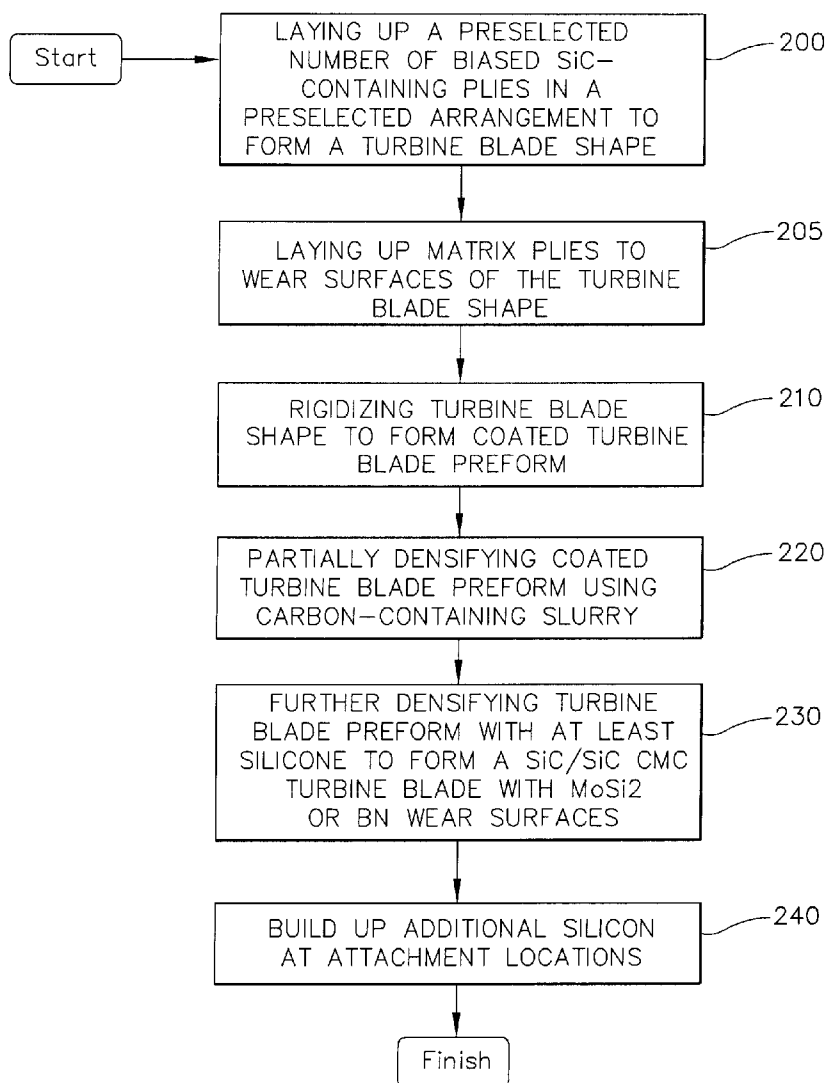 Start
LAYING UP A PRESELECTED
NUMBER OF BIASED SiC-
CONTAINING PLIES IN A
PRESELECTED ARRANGEMENT TO
FORM A TURBINE BLADE SHAPE
200
LAYING UP MATRIX PLIES TO
WEAR SURFACES OF THE TURBINE
BLADE SHAPE
205
RIGIDIZING TURBINE BLADE
SHAPE TO FORM COATED TURBINE
BLADE PREFORM
210
PARTIALLY DENSIFYING COATED
TURBINE BLADE PREFORM USING
CARBON-CONTAINING SLURRY
220
FURTHER DENSIFYING TURBINE
BLADE PREFORM WITH AT LEAST
SILICONE TO FORM A SiC/SiC CMC
TURBINE BLADE WITH MoSi2
OR BN WEAR SURFACES
230
BUILD UP ADDITIONAL SILICON
AT ATTACHMENT LOCATIONS
240
Finish